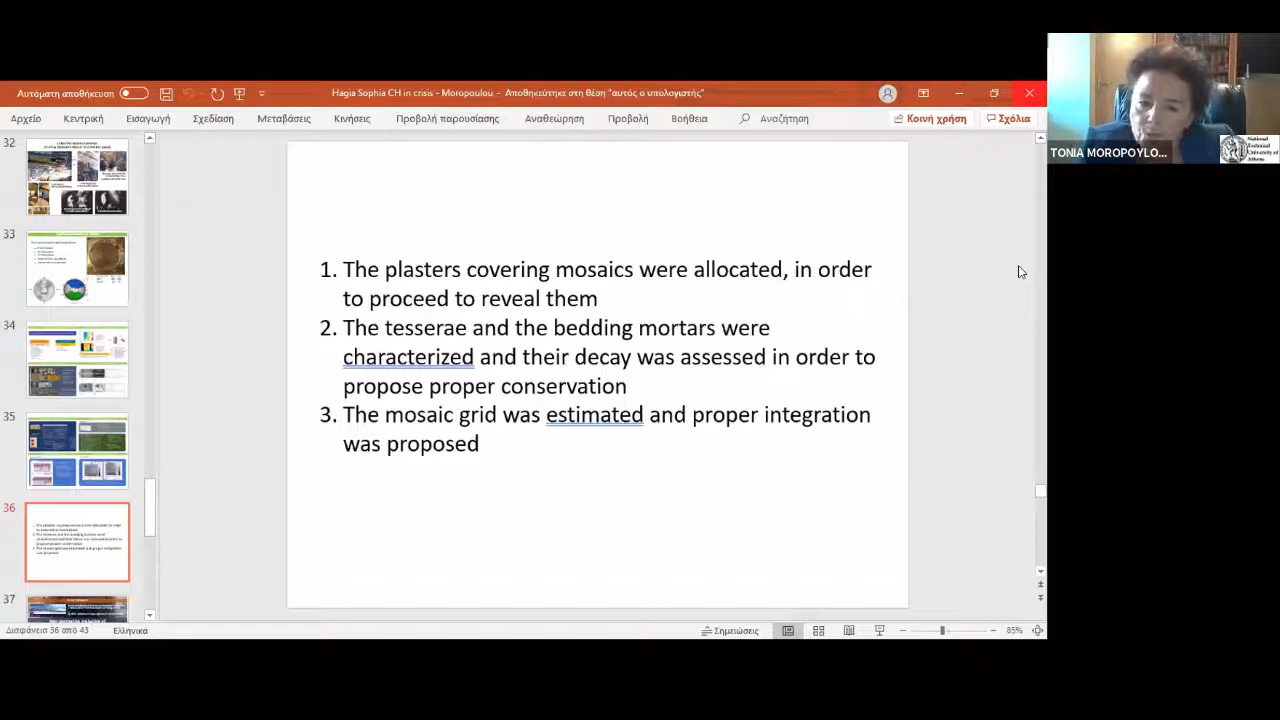 Αυτόματη αποθήκευση
Hagia Sophia CH in crisis - Moropoulou - Αποθηκεύτηκε στη θέση "αυτός ο υπολογιστής"
Αρχείο Κεντρική Εισαγωγή Σχεδίαση Μεταβάσεις Κινήσεις Προβολή παρουσίασης Αναθεώρηση Προβολή Βοήθεια Αναζήτηση Κοινή χρήση Σχόλια
TONIA MOROPOYLO...
National
Technical
University of
Athens
32
33
34
35
36
37
1. The plasters covering mosaics were allocated, in order
to proceed to reveal them
2. The tesserae and the bedding mortars were
characterized and their decay was assessed in order to
propose proper conservation
3. The mosaic grid was estimated and proper integration
was proposed
Διαφάνεια 36 από 43 Ελληνικά Σημειώσεις 85%